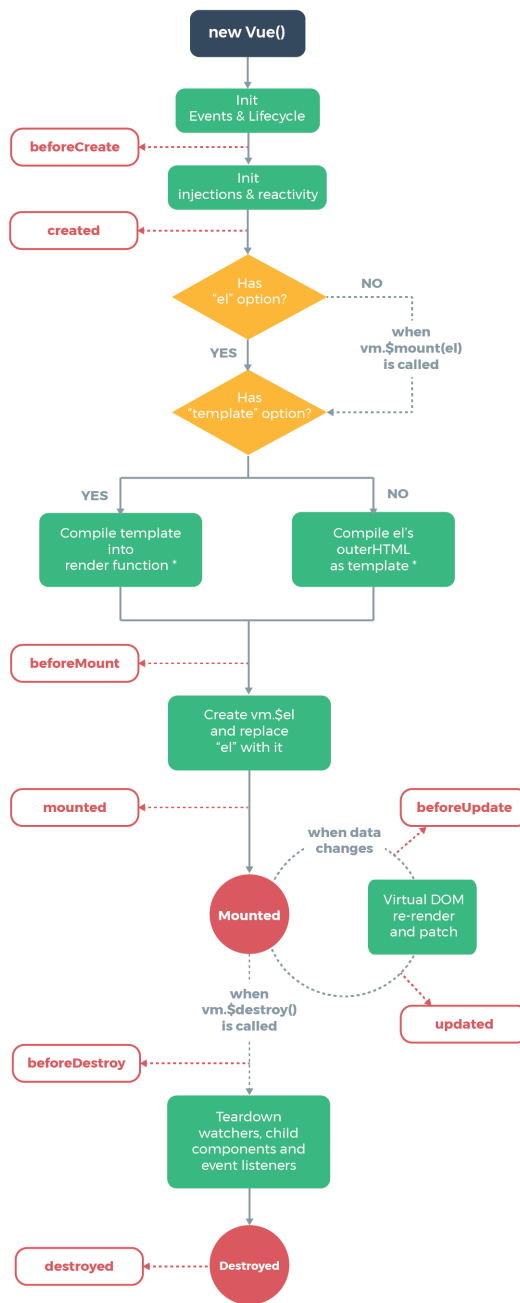 new Vue()
Init
Events & Lifecycle
beforeCreate
Init
injections & reactivity
created
Has
“el” option?
NO
when
vm.$mount(el)
is called
YES
Has
“template” option?
YES
NO
Compile template
into
render function *
Compile el’s
outerHTML
as template *
beforeMount
Create vm.$el
and replace
“el” with it
mounted
beforeUpdate
when data
changes
Mounted
Virtual DOM
re-render
and patch
when
vm.$destroy()
is called
updated
beforeDestroy
Teardown
watchers, child
components and
event listeners
destroyed
Destroyed